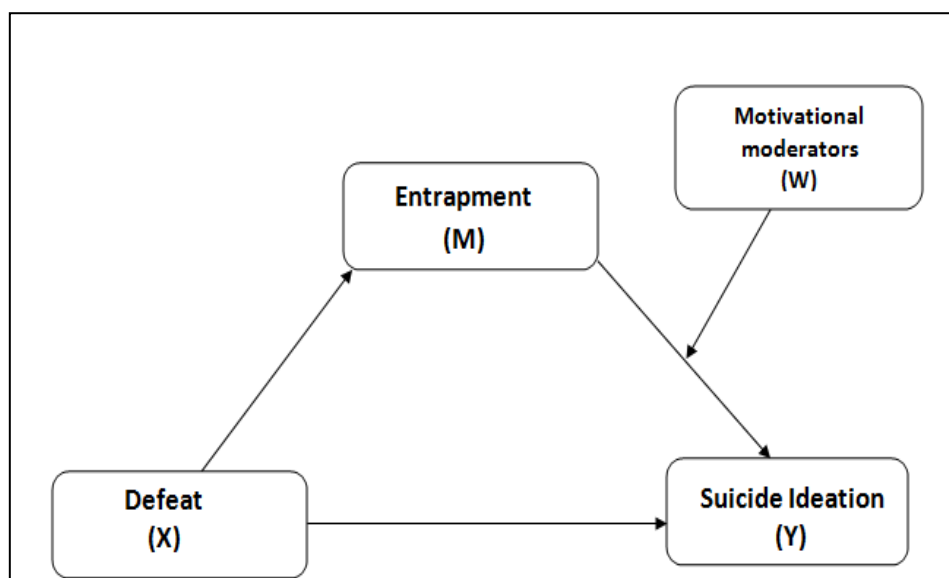 Motivational
moderators
(W)
Entrapment
(M)
Defeat
(X)
Suicide Ideation
(Y)